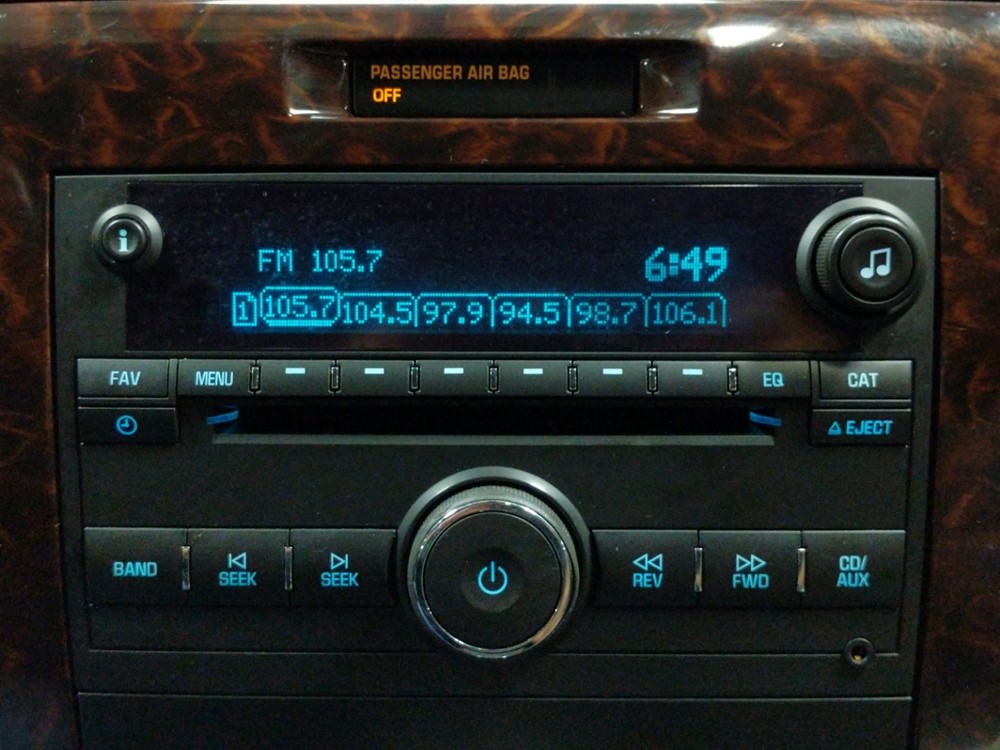 PASSENGER AIR BAG
OFF
i
FM 105.7 6:49
1 105.7 104.5 97.9 94.5 98.7 106.1
FAV MENU EQ CAT
EJECT
BAND SEEK SEEK REV FWD CD/
AUX